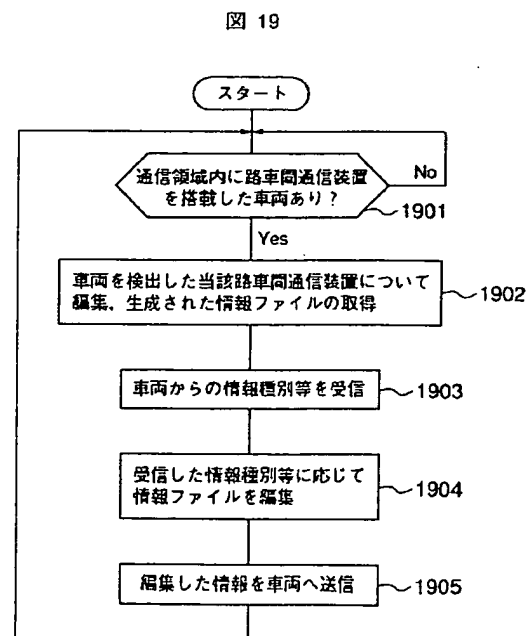 図 19
スタート
通信領域内に路車間通信装置
を搭載した車両あり?
No
1901
Yes
車両を検出した当該路車間通信装置について
編集、生成された情報ファイルの取得
1902
車両からの情報種別等を受信
1903
受信した情報種別等に応じて
情報ファイルを編集
1904
編集した情報を車両へ送信
1905